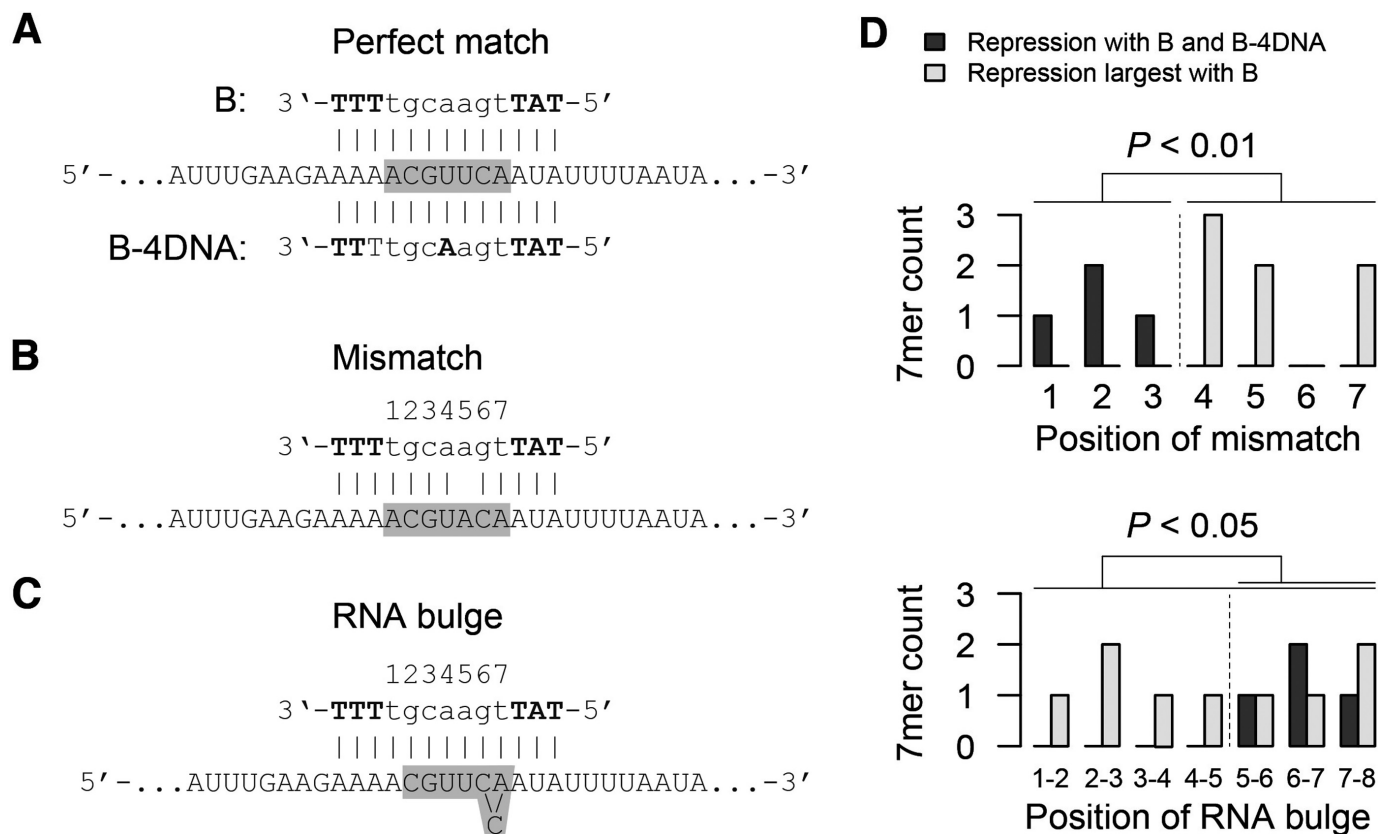 A
Perfect match
B: 3‘-TTTtgcaagtTAT-5’
5’-...AUUUGAAGAAAAACGUUCAAUAUUUUAAUA...-3’
B-4DNA: 3‘-TTTtgcAagtTAT-5’
B
Mismatch
1234567
3‘-TTTtgcaagtTAT-5’
5’-...AUUUGAAGAAAAACGUACAAUAUUUUAAUA...-3’
C
RNA bulge
1234567
3‘-TTTtgcaagtTAT-5’
5’-...AUUUGAAGAAAACGUUCAAUAUUUUAAUA...-3’
C
D
Repression with B and B-4DNA
Repression largest with B
P < 0.01
7mer count
3
2
1
0
1 2 3 4 5 6 7
Position of mismatch
P < 0.05
7mer count
3
2
1
0
1-2 2-3 3-4 4-5 5-6 6-7 7-8
Position of RNA bulge